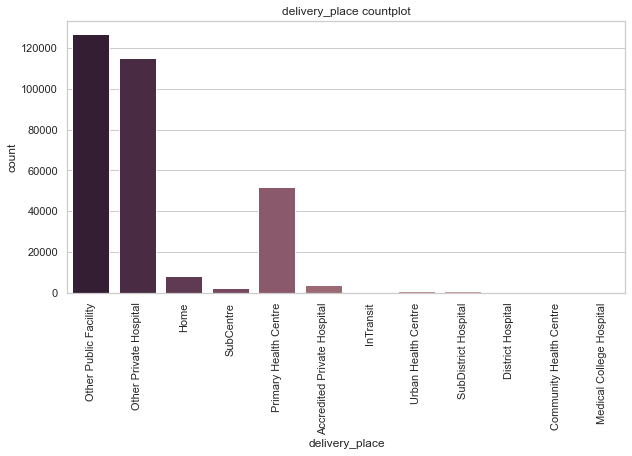 delivery_place countplot
count
120000
100000
80000
60000
40000
20000
0
Other Public Facility
Other Private Hospital
Home
SubCentre
Primary Health Centre
Accredited Private Hospital
InTransit
Urban Health Centre
SubDistrict Hospital
District Hospital
Community Health Centre
Medical College Hospital
delivery_place